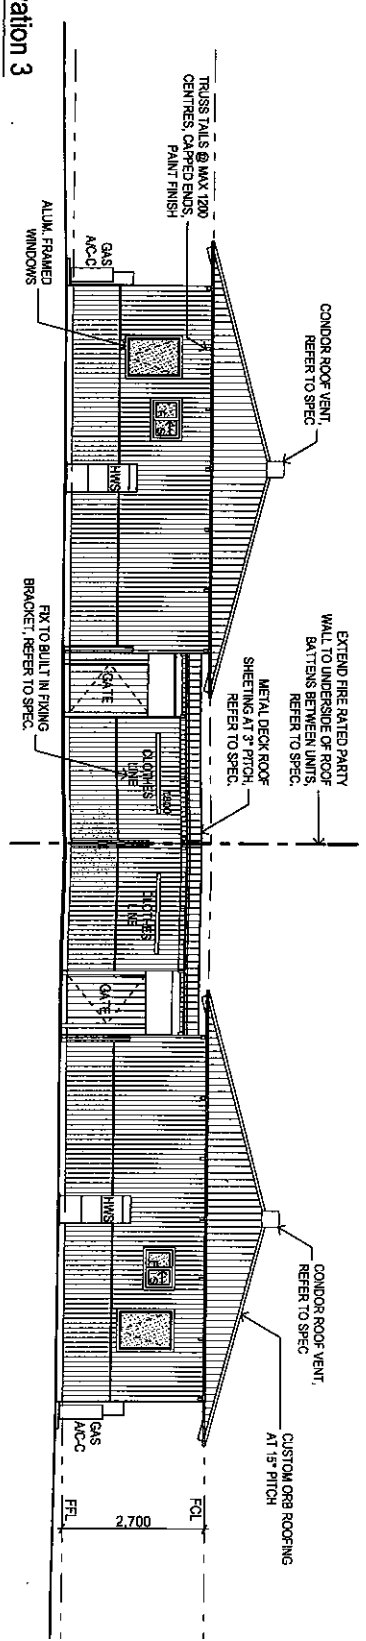 CONDOR ROOF VENT,
REFER TO SPEC
EXTEND FIRE RATED PARTY
WALL TO UNDERSIDE OF ROOF
BATTENS BETWEEN UNITS,
REFER TO SPEC.
CONDOR ROOF VENT,
REFER TO SPEC
CUSTOM ORB ROOFING
AT 15° PITCH
TRUSS TAILS @ MAX 1200
CENTRES, CAPPED ENDS,
PAINT FINISH
METAL DECK ROOF
SHEETING AT 3° PITCH,
REFER TO SPEC.
FCL
2,700
FFL
GAS
A/C-C
HWS
GATE
1800
CLOTHES
LINE
CLOTHES
LINE
GATE
HWS
GAS
A/C-C
ALUM. FRAMED
WINDOWS
FIX TO BUILT IN FIXING
BRACKET, REFER TO SPEC.
ation 3